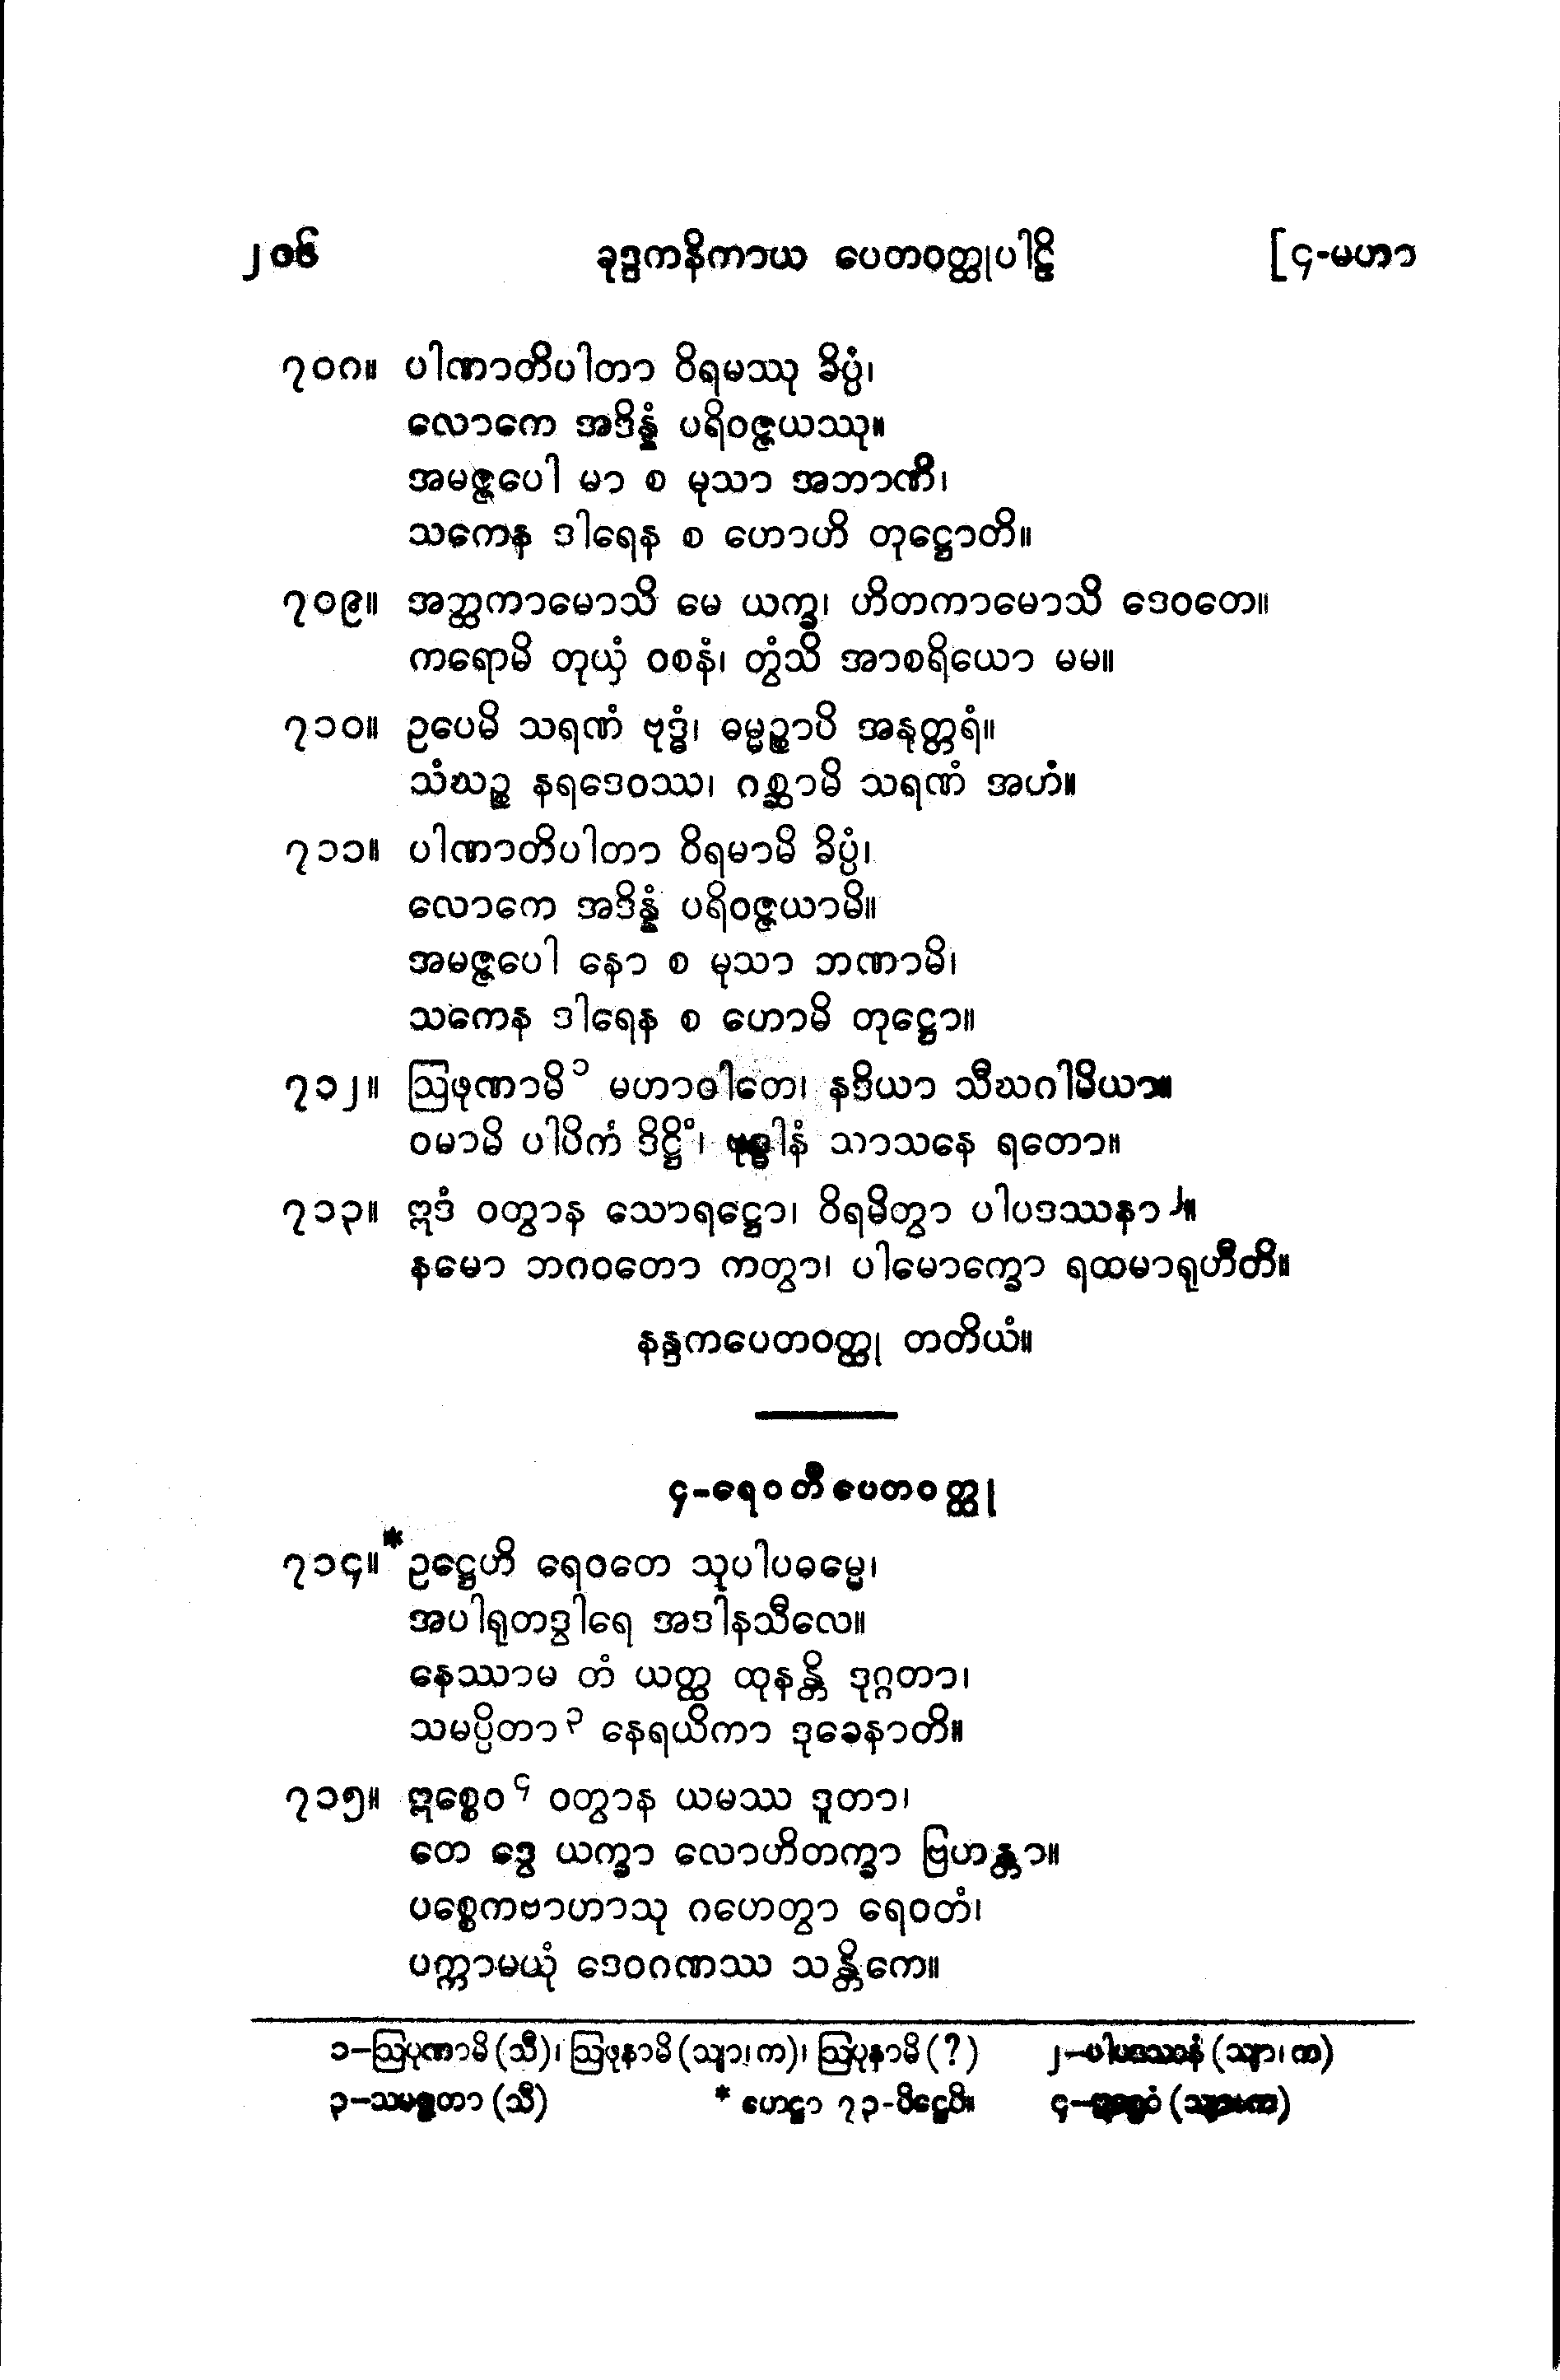 ၂၀၆ ခုဒ္ဒကနိကာယ ပေတဝတ္ထုပါဠိ [၄-မဟာ
၇၀၈။ ပါဏာတိပါတာ ဝိရမဿု ခိပ္ပံ၊
လောကေ အဒိန္နံ ပရိဝဇ္ဇယဿု။
အမဇ္ဇပေါ မာ စ မုသာ အဘာဏီ၊
သကေန ဒါရေန စ ဟောဟိ တုဋ္ဌောတိ။
၇၀၉။ အတ္ထကာမောသိ မေ ယက္ခ၊ ဟိတကာမောသိ ဒေဝတေ။
ကရောမိ တုယှံ ဝစနံ၊ တွံသိ အာစရိယော မမ။
၇၁၀။ ဥပေမိ သရဏံ ဗုဒ္ဓံ၊ ဓမ္မဉ္စာပိ အနုတ္တရံ။
သံဃဉ္စ နရဒေဝဿ၊ ဂစ္ဆာမိ သရဏံ အဟံ။
၇၁၁။ ပါဏာတိပါတာ ဝိရမာမိ ခိပ္ပံ၊
လောကေ အဒိန္နံ ပရိဝဇ္ဇယာမိ။
အမဇ္ဇပေါ နော စ မုသာ ဘဏာမိ၊
သကေန ဒါရေန စ ဟောမိ တုဋ္ဌော။
၇၁၂။ ဩဖုဏာမိ၁ မဟာဝါတေ၊ နဒိယာ သီဃဂါမိယာ။
ဝမာမိ ပါပိကံ ဒိဋ္ဌိံ၊ ဗုဒ္ဓါနံ သာသနေ ရတော။
၇၁၃။ ဣဒံ ဝတွာန သောရဋ္ဌော၊ ဝိရမိတွာ ပါပဒဿနာ၂။
နမော ဘဂဝတော ကတွာ၊ ပါမောက္ခော ရထမာရုဟီတိ။
နန္ဒကပေတဝတ္ထု တတိယံ။
၄-ရေဝတီပေတဝတ္ထု
၇၁၄။* ဥဋ္ဌေဟိ ရေဝတေ သုပါပဓမ္မေ၊
အပါရုတဒွါရေ အဒါနသီလေ။
နေဿာမ တံ ယတ္ထ ထုနန္တိ ဒုဂ္ဂတာ၊
သမပ္ပိတာ၃ နေရယိကာ ဒုခေနာတိ။
၇၁၅။ ဣစ္စေဝ၄ ဝတွာန ယမဿ ဒူတာ၊
တေ ဒွေ ယက္ခာ လောဟိတက္ခာ ဗြဟန္တာ။
ပစ္စေကဗာဟာသု ဂဟေတွာ ရေဝတံ၊
ပက္ကာမယုံ ဒေဝဂဏဿ သန္တိကေ။
၁-ဩပုဏာမိ (သီ)၊ ဩဖုနာမိ (သျာ၊ က)၊ ဩပုနာမိ (?) ၂-ပါပဒဿနံ (သျာ၊ က)
၃-သမဇ္ဇတာ (သီ) * ဟေဋ္ဌာ ၇၃-ပိဋ္ဌေပိ။ ၄- (သျာ၊ က)